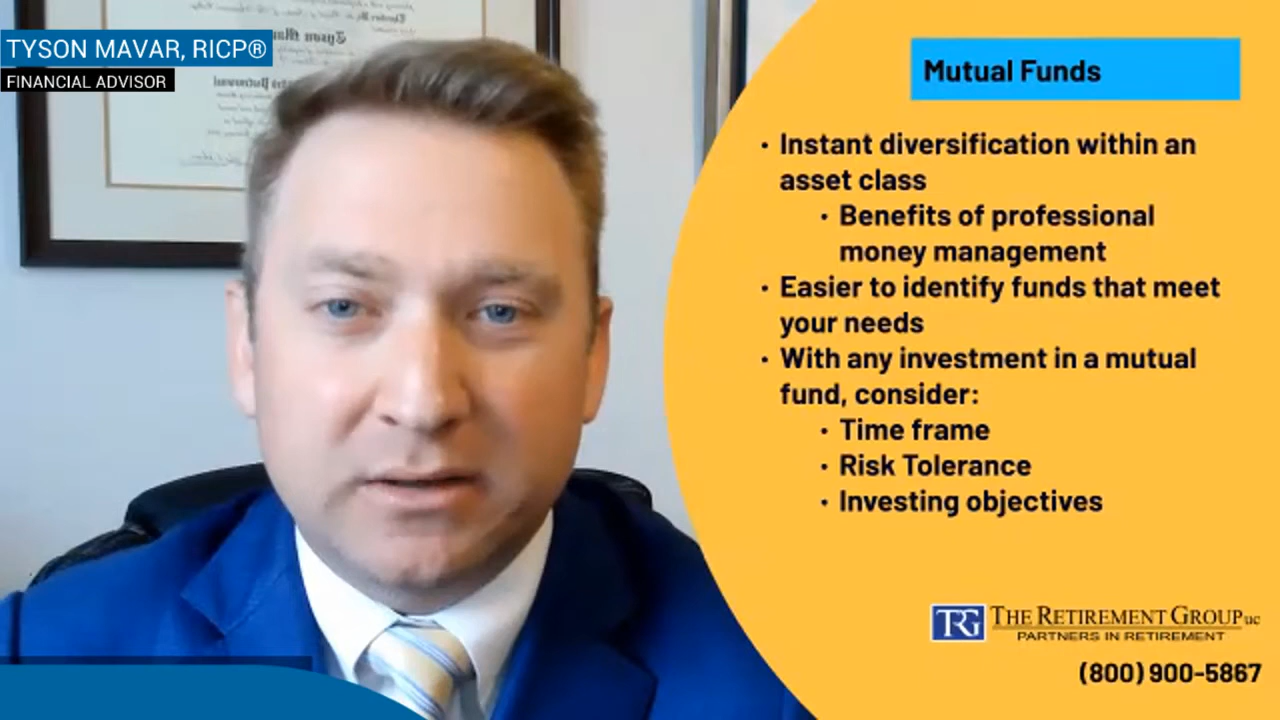 TYSON MAVAR, RICP®
FINANCIAL ADVISOR
Mutual Funds
• Instant diversification within an
asset class
• Benefits of professional
money management
• Easier to identify funds that meet
your needs
• With any investment in a mutual
fund, consider:
• Time frame
• Risk Tolerance
• Investing objectives
TRG THE RETIREMENT GROUP LLC
PARTNERS IN RETIREMENT
(800) 900-5867